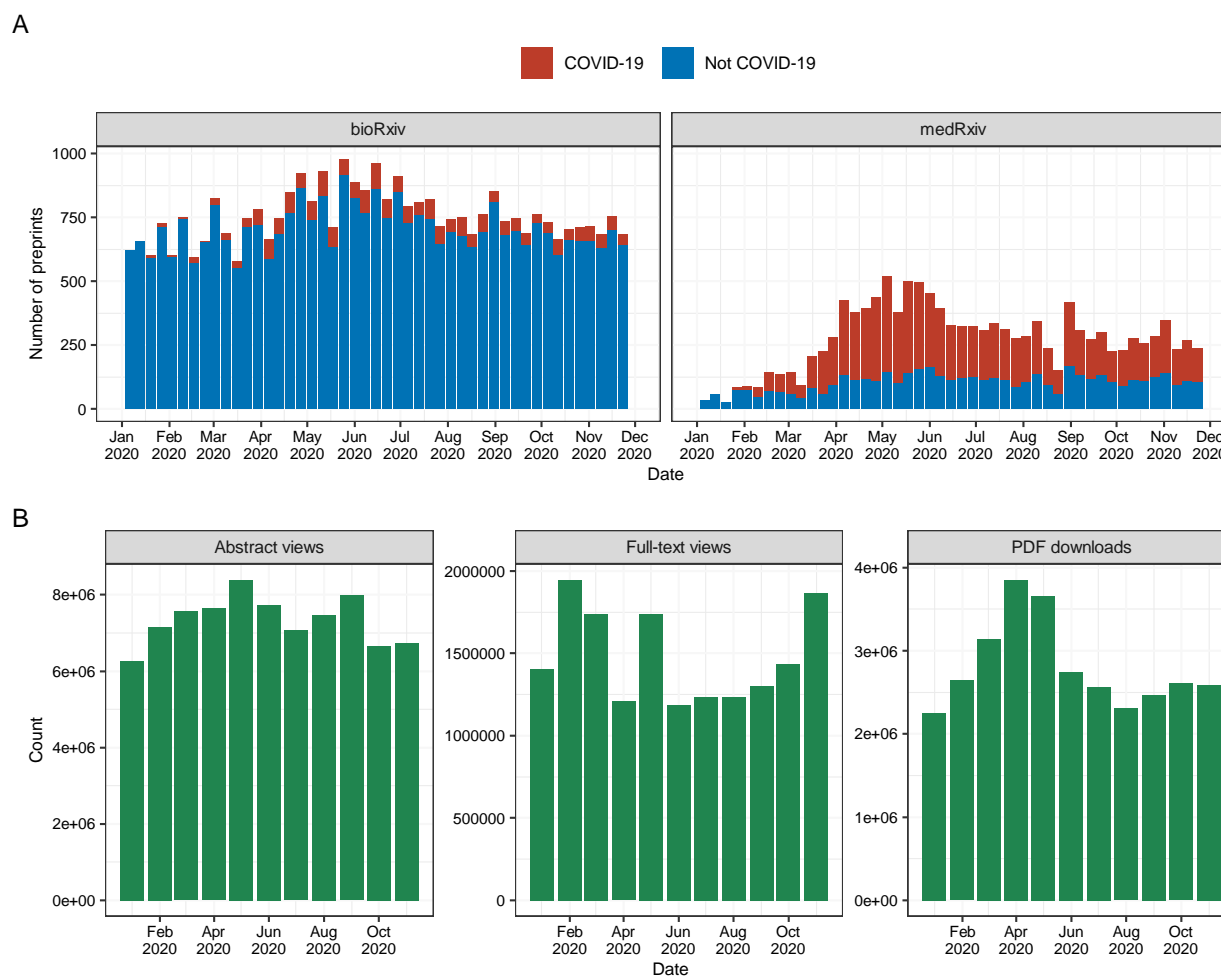 A
COVID-19 Not COVID-19
bioRxiv medRxiv
Number of preprints
1000
750
500
250
0
Jan 2020 Feb 2020 Mar 2020 Apr 2020 May 2020 Jun 2020 Jul 2020 Aug 2020 Sep 2020 Oct 2020 Nov 2020 Dec 2020
Jan 2020 Feb 2020 Mar 2020 Apr 2020 May 2020 Jun 2020 Jul 2020 Aug 2020 Sep 2020 Oct 2020 Nov 2020 Dec 2020
Date
B
Abstract views Full-text views PDF downloads
Count
8e+06
6e+06
4e+06
2e+06
0e+00
Feb 2020 Apr 2020 Jun 2020 Aug 2020 Oct 2020
2000000
1500000
1000000
500000
0
Feb 2020 Apr 2020 Jun 2020 Aug 2020 Oct 2020
4e+06
3e+06
2e+06
1e+06
0e+00
Feb 2020 Apr 2020 Jun 2020 Aug 2020 Oct 2020
Date